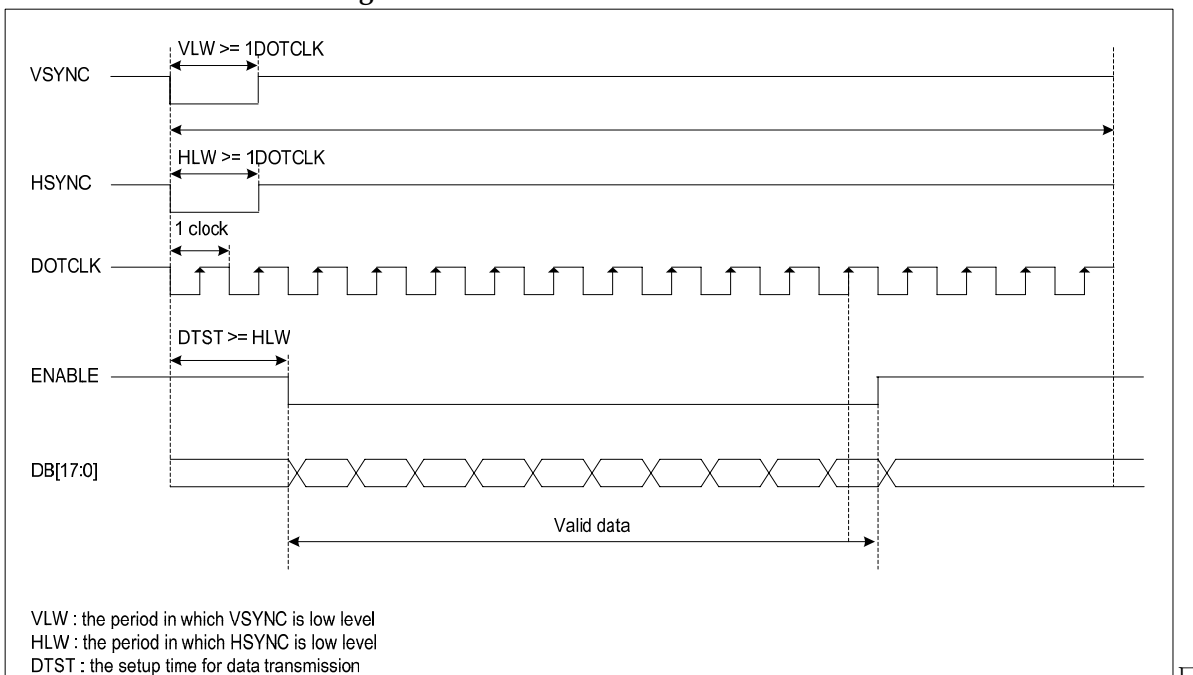 VLW >= 1DOTCLK
VSYNC
HLW >= 1DOTCLK
HSYNC
1 clock
DOTCLK
DTST >= HLW
ENABLE
DB[17:0]
Valid data
VLW : the period in which VSYNC is low level
HLW : the period in which HSYNC is low level
DTST : the setup time for data transmission